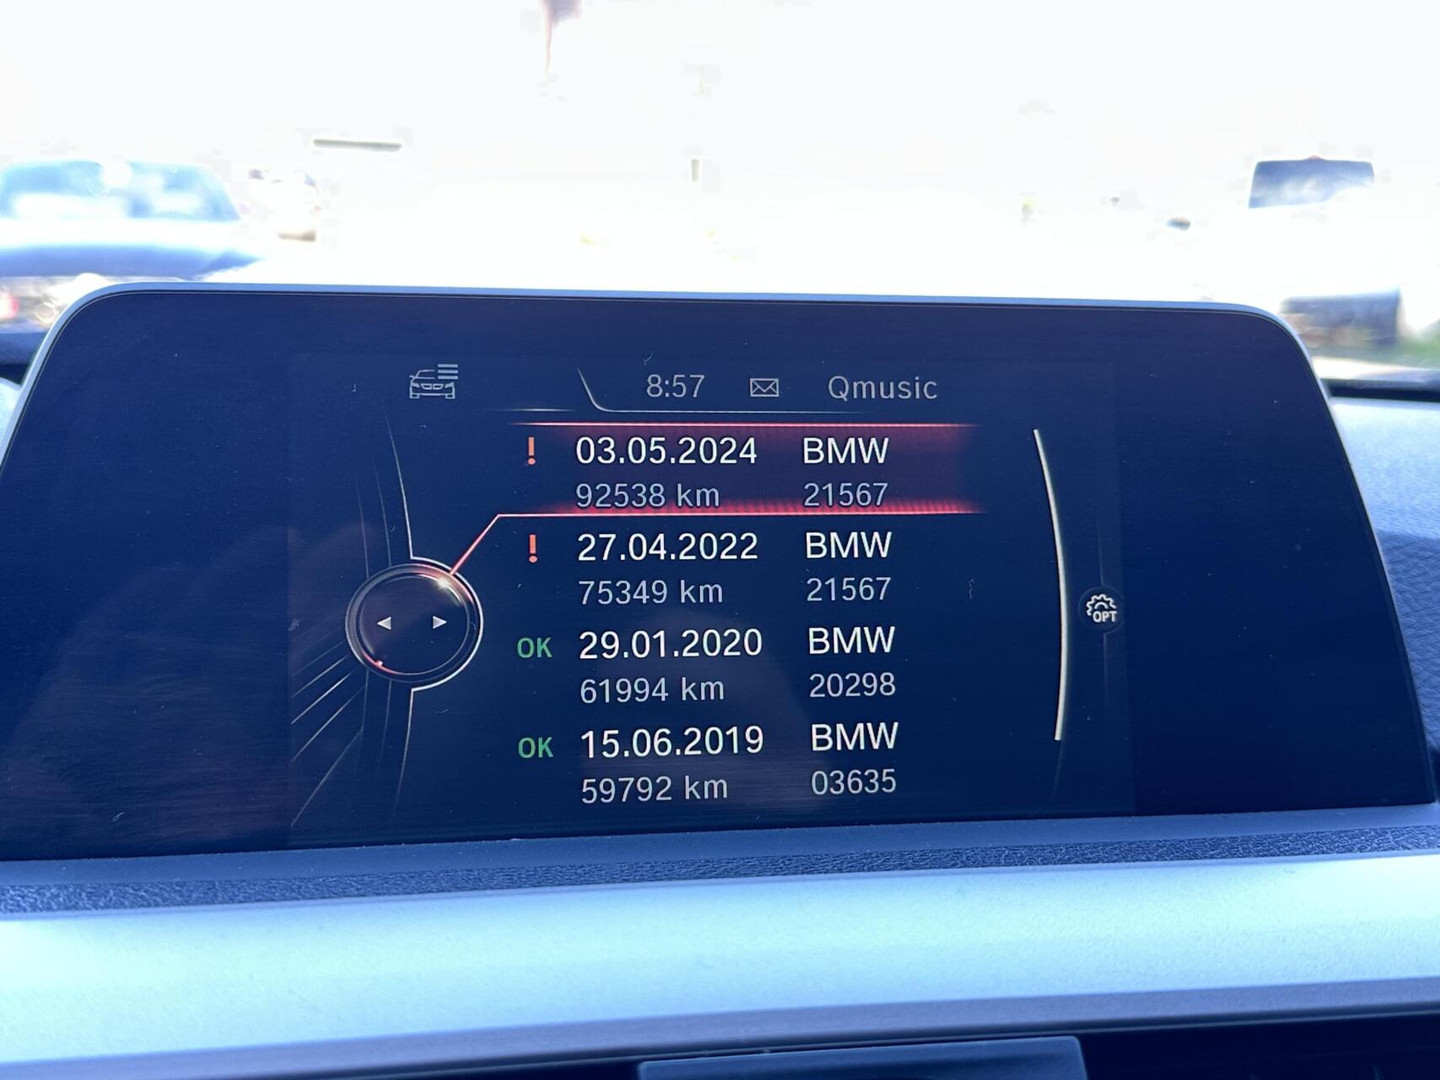 8:57 Qmusic
! 03.05.2024 BMW
92538 km 21567
! 27.04.2022 BMW
75349 km 21567
OK 29.01.2020 BMW
61994 km 20298
OPT
OK 15.06.2019 BMW
59792 km 03635